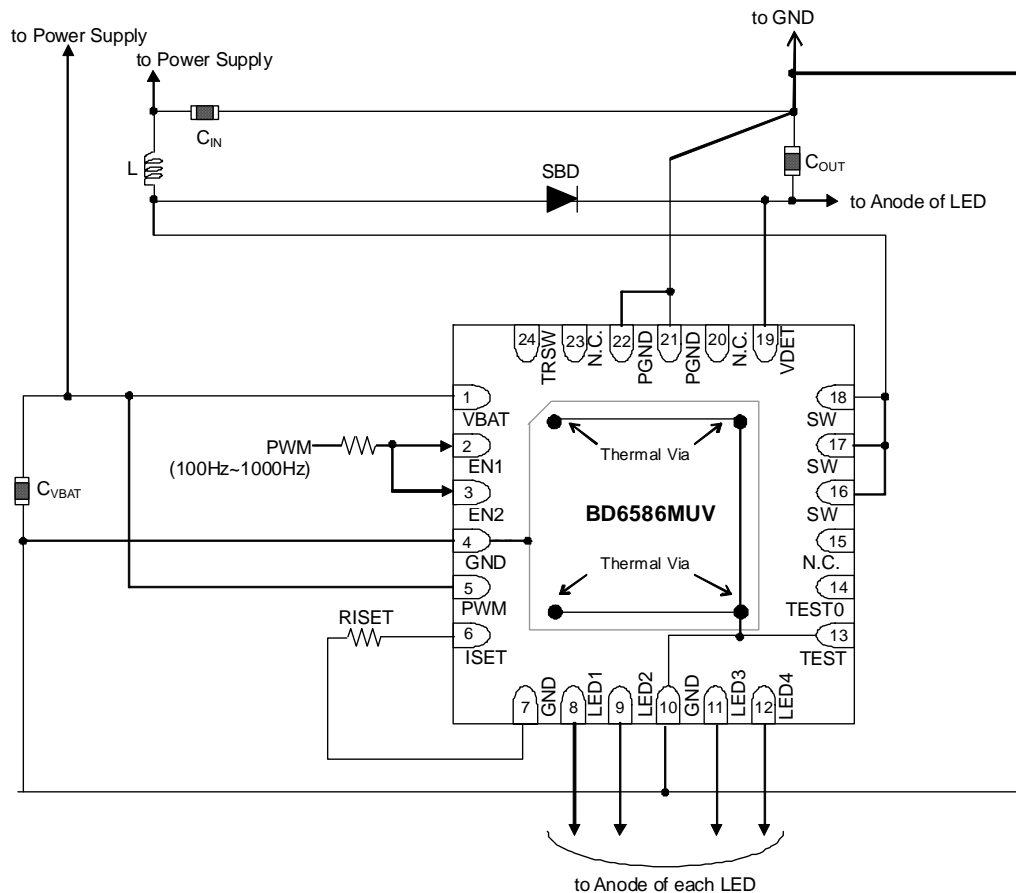 to GND
to Power Supply
to Power Supply
CIN
L
SBD
COUT
to Anode of LED
24
23
22
21
20
19
TRSW
N.C.
PGND
PGND
N.C.
VDET
1
VBAT
18
SW
PWM
(100Hz~1000Hz)
2
EN1
Thermal Via
17
SW
CVBAT
3
EN2
BD6586MUV
16
SW
4
GND
15
N.C.
Thermal Via
5
PWM
14
TEST0
RISET
6
ISET
13
TEST
7
GND
8
LED1
9
LED2
10
GND
11
LED3
12
LED4
to Anode of each LED